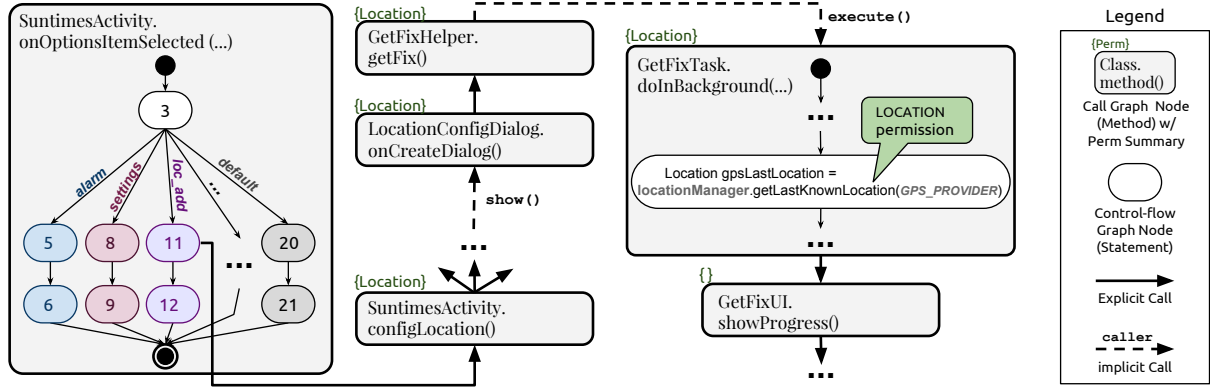 SuntimesActivity.
onOptionsItemSelected (...)
3
alarm
settings
loc_add
...
default
5
8
11
...
20
6
9
12
21
{Location}
GetFixHelper.
getFix()
{Location}
LocationConfigDialog.
onCreateDialog()
show()
...
{Location}
SuntimesActivity.
configLocation()
execute()
{Location}
GetFixTask.
doInBackground(...)
...
LOCATION
permission
Location gpsLastLocation =
locationManager.getLastKnownLocation(GPS_PROVIDER)
...
{ }
GetFixUI.
showProgress()
...
Legend
{Perm}
Class.
method()
Call Graph Node
(Method) w/
Perm Summary
Control-flow
Graph Node
(Statement)
Explicit Call
caller
implicit Call